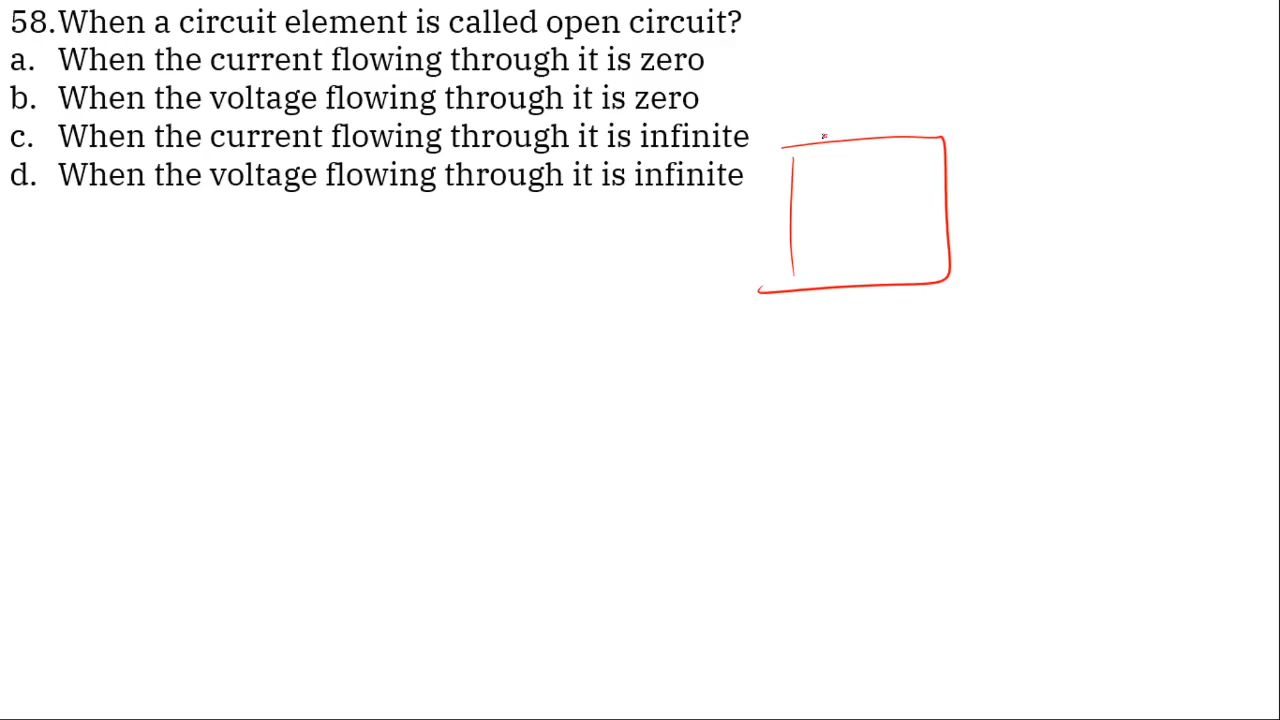 58.When a circuit element is called open circuit?
a. When the current flowing through it is zero
b. When the voltage flowing through it is zero
c. When the current flowing through it is infinite
d. When the voltage flowing through it is infinite